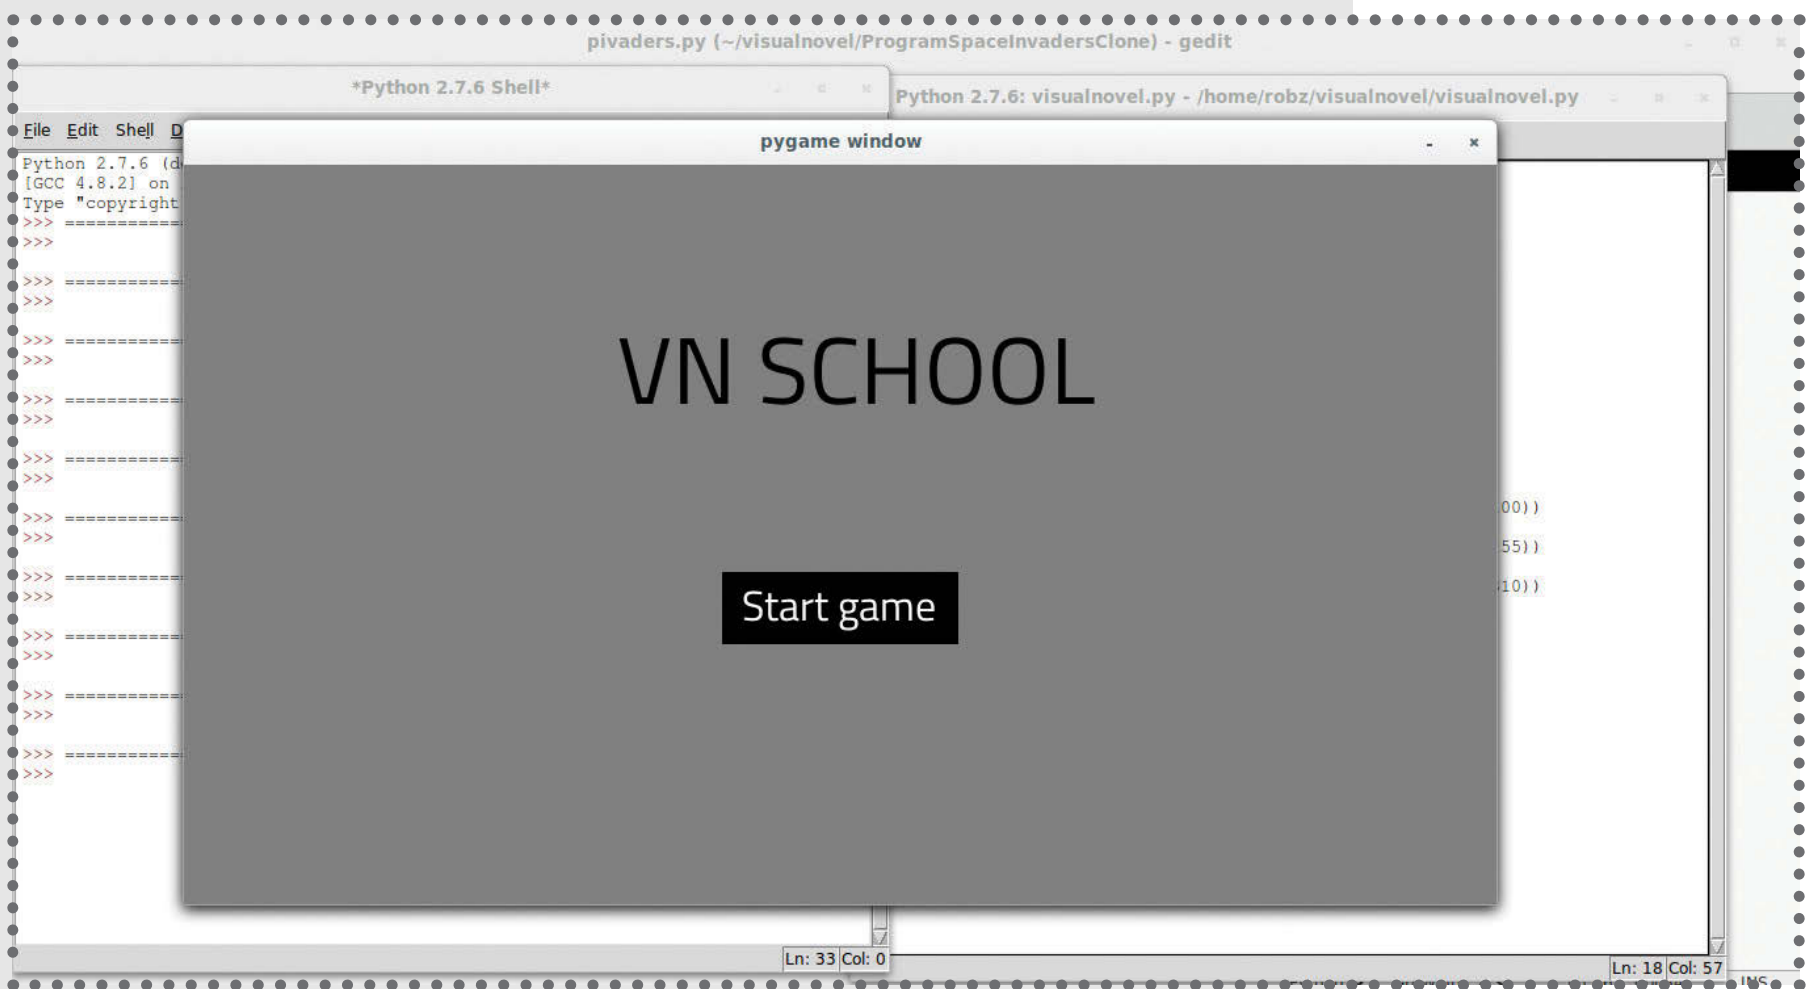 pivaders.py (~/visualnovel/ProgramSpaceInvadersClone) - gedit
*Python 2.7.6 Shell*
Python 2.7.6: visualnovel.py - /home/robz/visualnovel/visualnovel.py
File Edit Shell D
pygame window
Python 2.7.6 (d
[GCC 4.8.2] on
Type "copyright
>>> ============
>>>
>>> ============
>>>
>>> ============
>>>
>>> ============
>>>
>>> ============
>>>
>>> ============
>>>
>>> ============
>>>
>>> ============
>>>
>>> ============
>>>
>>> ============
>>>
VN SCHOOL
Start game
00))
55))
10))
Ln: 33 Col: 0
Ln: 18 Col: 57
INS